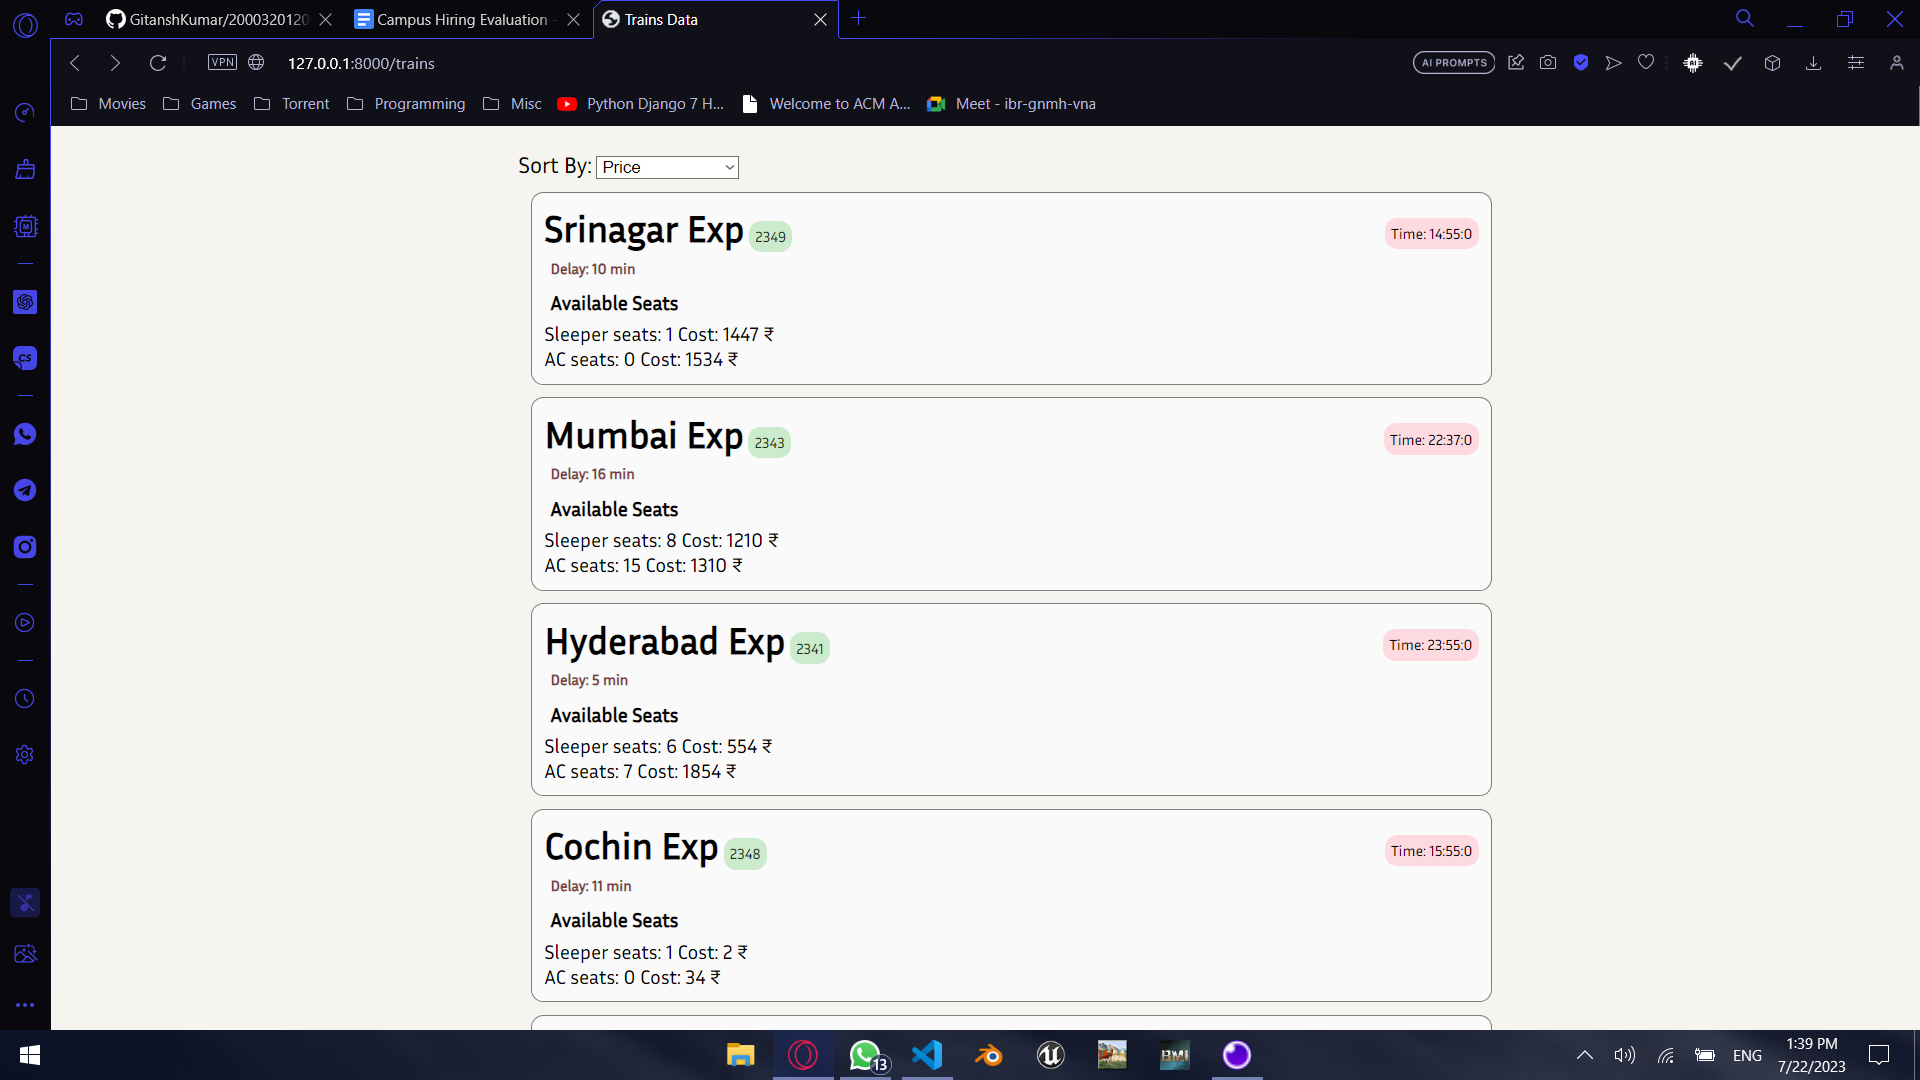 GitanshKumar/2000320120
Campus Hiring Evaluation
Trains Data
VPN
127.0.0.1:8000/trains
AI PROMPTS
Movies
Games
Torrent
Programming
Misc
Python Django 7 H...
Welcome to ACM A...
Meet - ibr-gnmh-vna
Sort By: Price
Srinagar Exp 2349
Time: 14:55:0
Delay: 10 min
Available Seats
Sleeper seats: 1 Cost: 1447 ₹
AC seats: 0 Cost: 1534 ₹
Mumbai Exp 2343
Time: 22:37:0
Delay: 16 min
Available Seats
Sleeper seats: 8 Cost: 1210 ₹
AC seats: 15 Cost: 1310 ₹
Hyderabad Exp 2341
Time: 23:55:0
Delay: 5 min
Available Seats
Sleeper seats: 6 Cost: 554 ₹
AC seats: 7 Cost: 1854 ₹
Cochin Exp 2348
Time: 15:55:0
Delay: 11 min
Available Seats
Sleeper seats: 1 Cost: 2 ₹
AC seats: 0 Cost: 34 ₹
CS
M
13
BMI
ENG
1:39 PM
7/22/2023